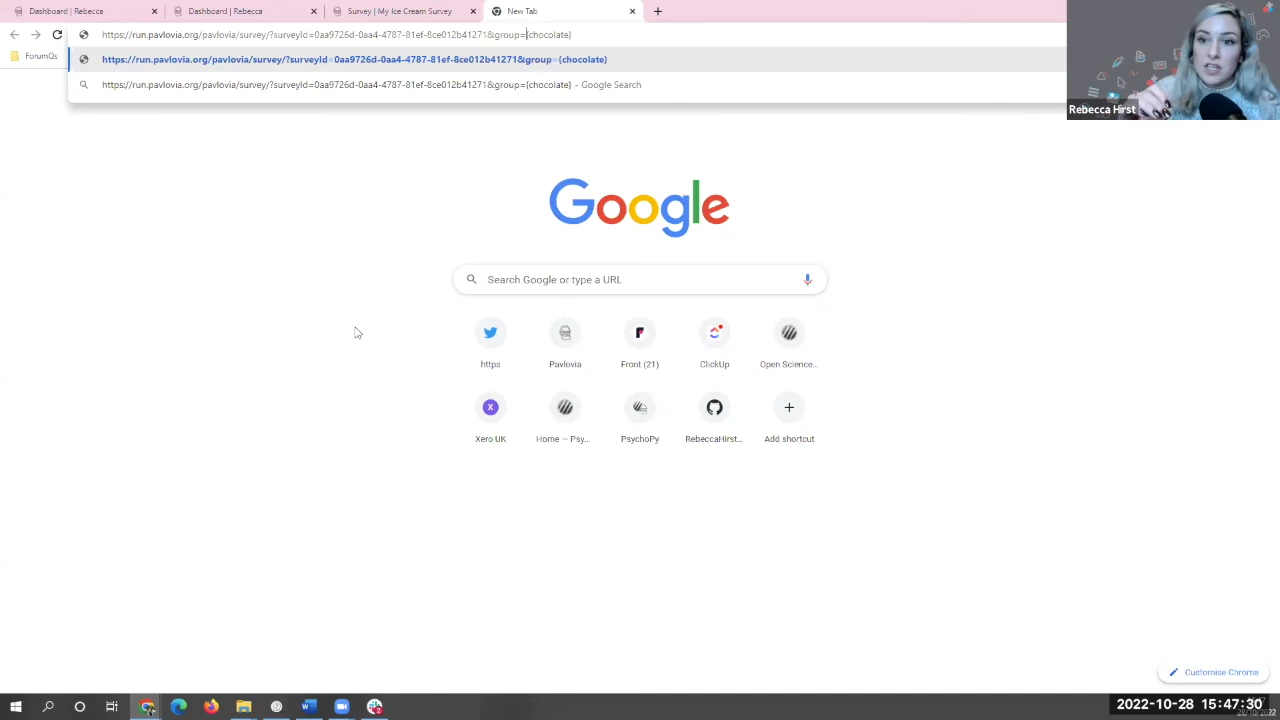 Dashboard | Rebecca
Dashboard | Rebecca
Survey | My Ice Cream Survey
New Tab
https://run.pavlovia.org/pavlovia/survey/?surveyId=0aa9726d-0aa4-4787-81ef-8ce012b41271&group={chocolate}
ForumQs
https://run.pavlovia.org/pavlovia/survey/?surveyId=0aa9726d-0aa4-4787-81ef-8ce012b41271&group={chocolate}
https://run.pavlovia.org/pavlovia/survey/?surveyId=0aa9726d-0aa4-4787-81ef-8ce012b41271&group={chocolate} - Google Search
Rebecca Hirst
Google
Search Google or type a URL
https
Pavlovia
Front (21)
ClickUp
Open Science...
X
Xero UK
Home — Psy...
PsychoPy
RebeccaHirst...
Add shortcut
Customise Chrome
2022-10-28 15:47:30